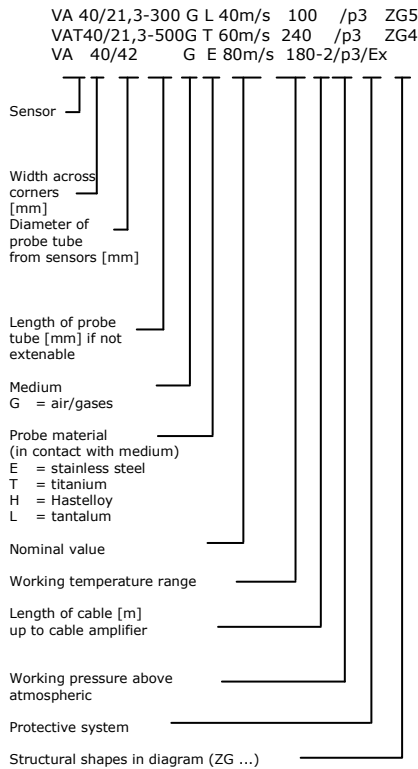 VA 40/21,3-300 G L 40m/s 100 /p3 ZG5
VAT40/21,3-500G T 60m/s 240 /p3 ZG4
VA 40/42 G E 80m/s 180-2/p3/Ex
Sensor
Width across
corners
[mm]
Diameter of
probe tube
from sensors [mm]
Length of probe
tube [mm] if not
extenable
Medium
G = air/gases
Probe material
(in contact with medium)
E = stainless steel
T = titanium
H = Hastelloy
L = tantalum
Nominal value
Working temperature range
Length of cable [m]
up to cable amplifier
Working pressure above
atmospheric
Protective system
Structural shapes in diagram (ZG ...)